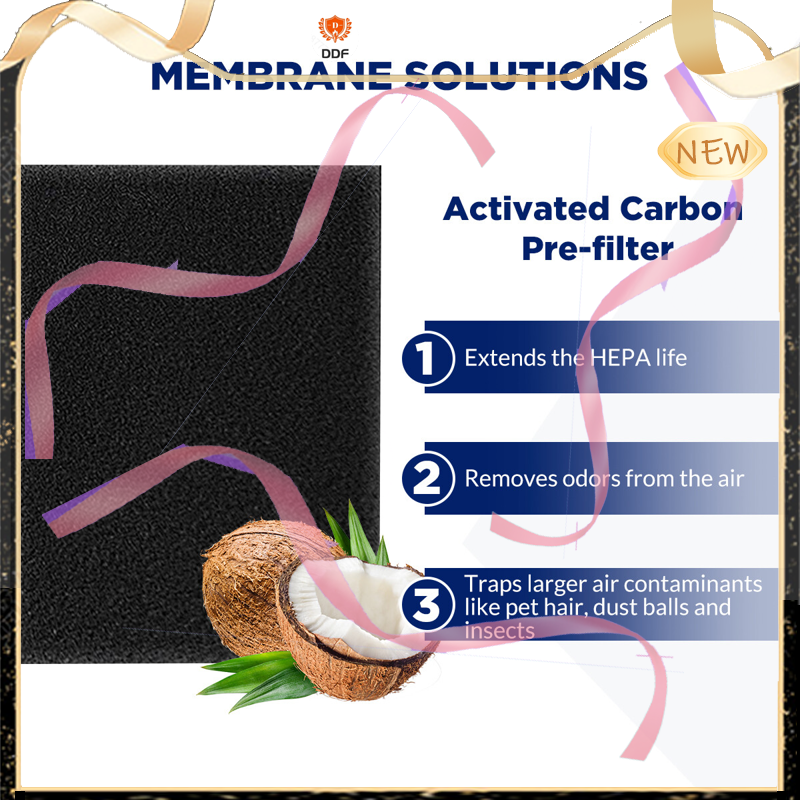 DDF
MEMBRANE SOLUTIONS
NEW
Activated Carbon
Pre-filter
1 Extends the HEPA life
2 Removes odors from the air
3 Traps larger air contaminants
like pet hair, dust balls and
insects